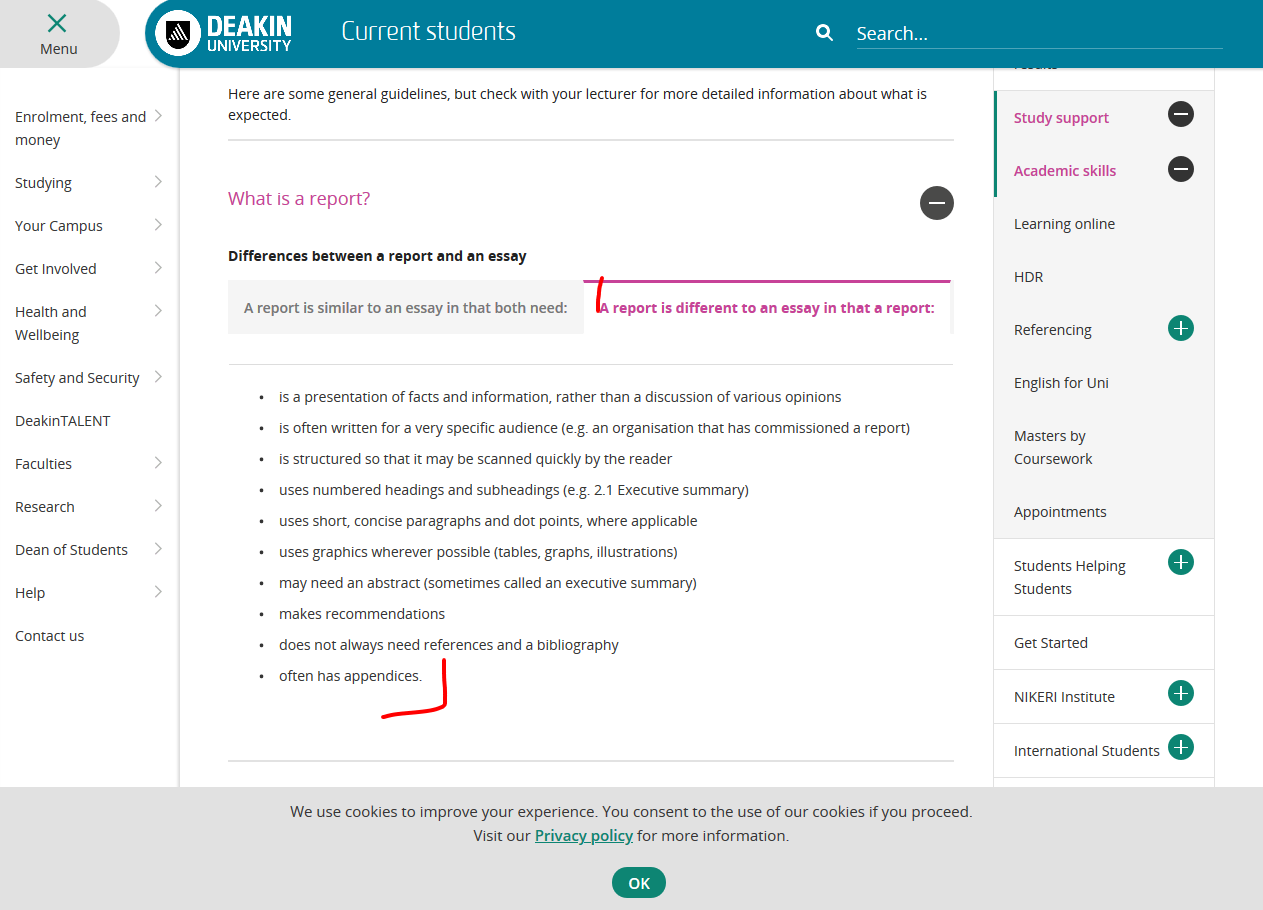 Menu
DEAKIN
UNIVERSITY
Current students
Search...
Enrolment, fees and
money
Studying
Your Campus
Get Involved
Health and
Wellbeing
Safety and Security
DeakinTALENT
Faculties
Research
Dean of Students
Help
Contact us
Here are some general guidelines, but check with your lecturer for more detailed information about what is
expected.
What is a report?
Differences between a report and an essay
A report is similar to an essay in that both need:
A report is different to an essay in that a report:
• is a presentation of facts and information, rather than a discussion of various opinions
• is often written for a very specific audience (e.g. an organisation that has commissioned a report)
• is structured so that it may be scanned quickly by the reader
• uses numbered headings and subheadings (e.g. 2.1 Executive summary)
• uses short, concise paragraphs and dot points, where applicable
• uses graphics wherever possible (tables, graphs, illustrations)
• may need an abstract (sometimes called an executive summary)
• makes recommendations
• does not always need references and a bibliography
• often has appendices.
Study support
Academic skills
Learning online
HDR
Referencing
English for Uni
Masters by
Coursework
Appointments
Students Helping
Students
Get Started
NIKERI Institute
International Students
We use cookies to improve your experience. You consent to the use of our cookies if you proceed.
Visit our Privacy policy for more information.
OK